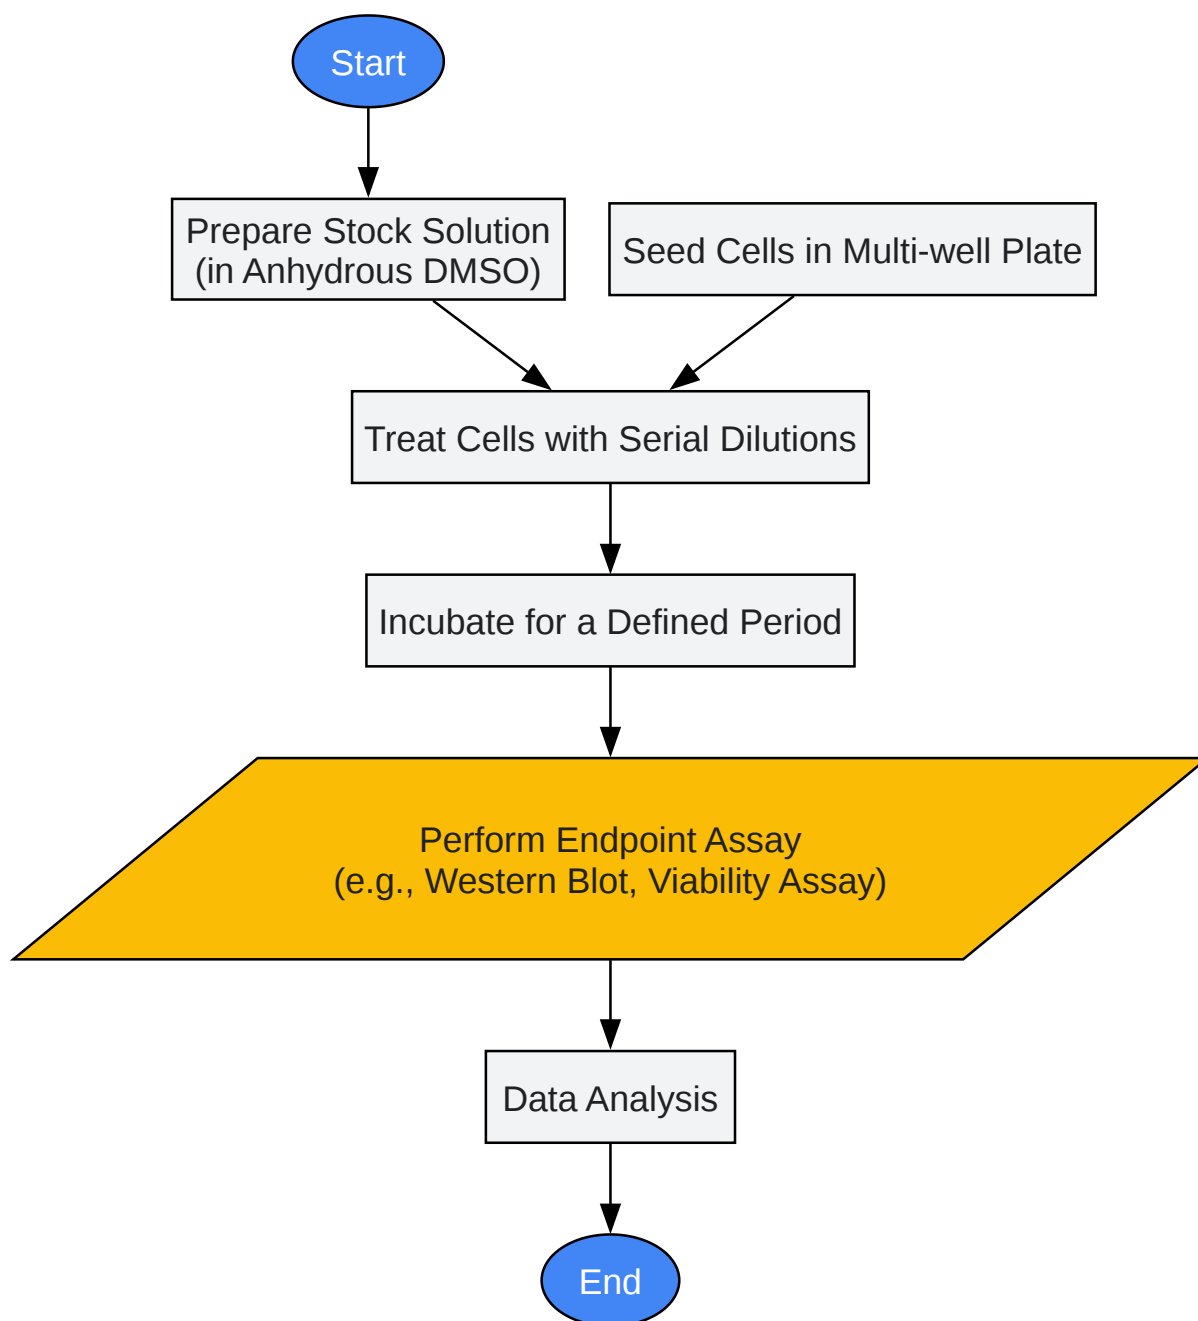 Start
Prepare Stock Solution
(in Anhydrous DMSO)
Seed Cells in Multi-well Plate
Treat Cells with Serial Dilutions
Incubate for a Defined Period
Perform Endpoint Assay
(e.g., Western Blot, Viability Assay)
Data Analysis
End